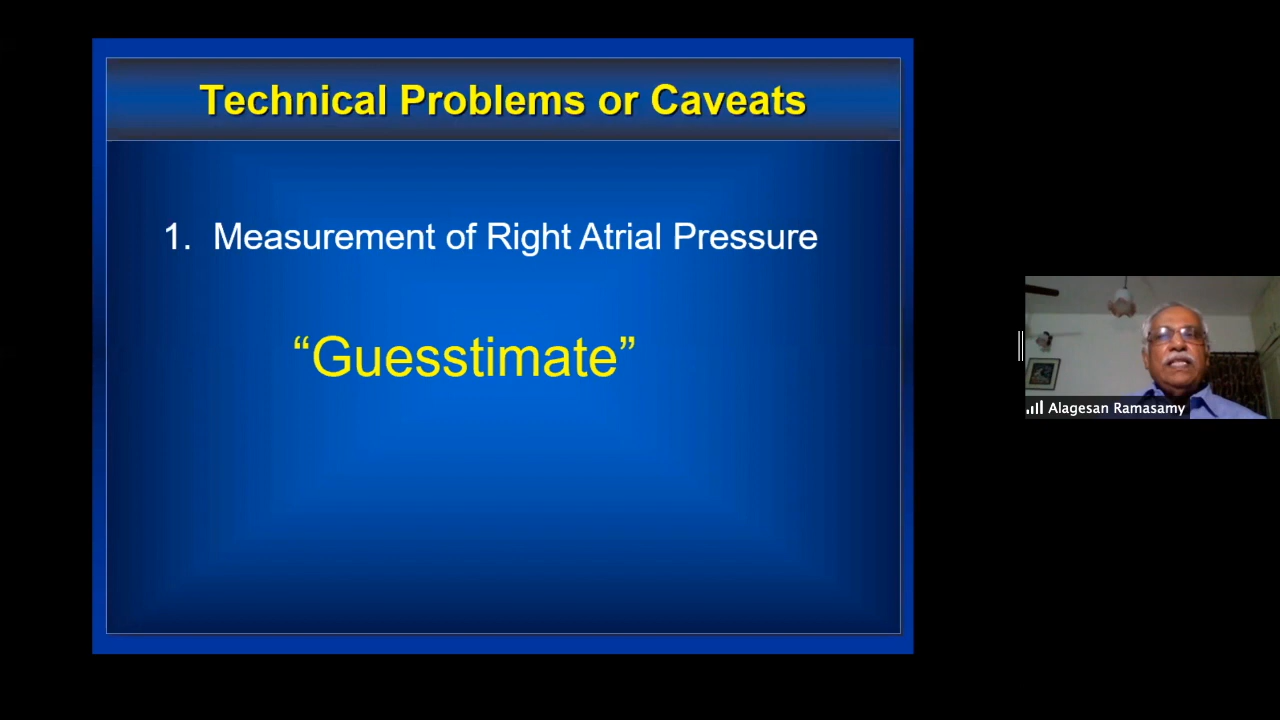 Technical Problems or Caveats
1. Measurement of Right Atrial Pressure
“Guesstimate”
Alagesan Ramasamy